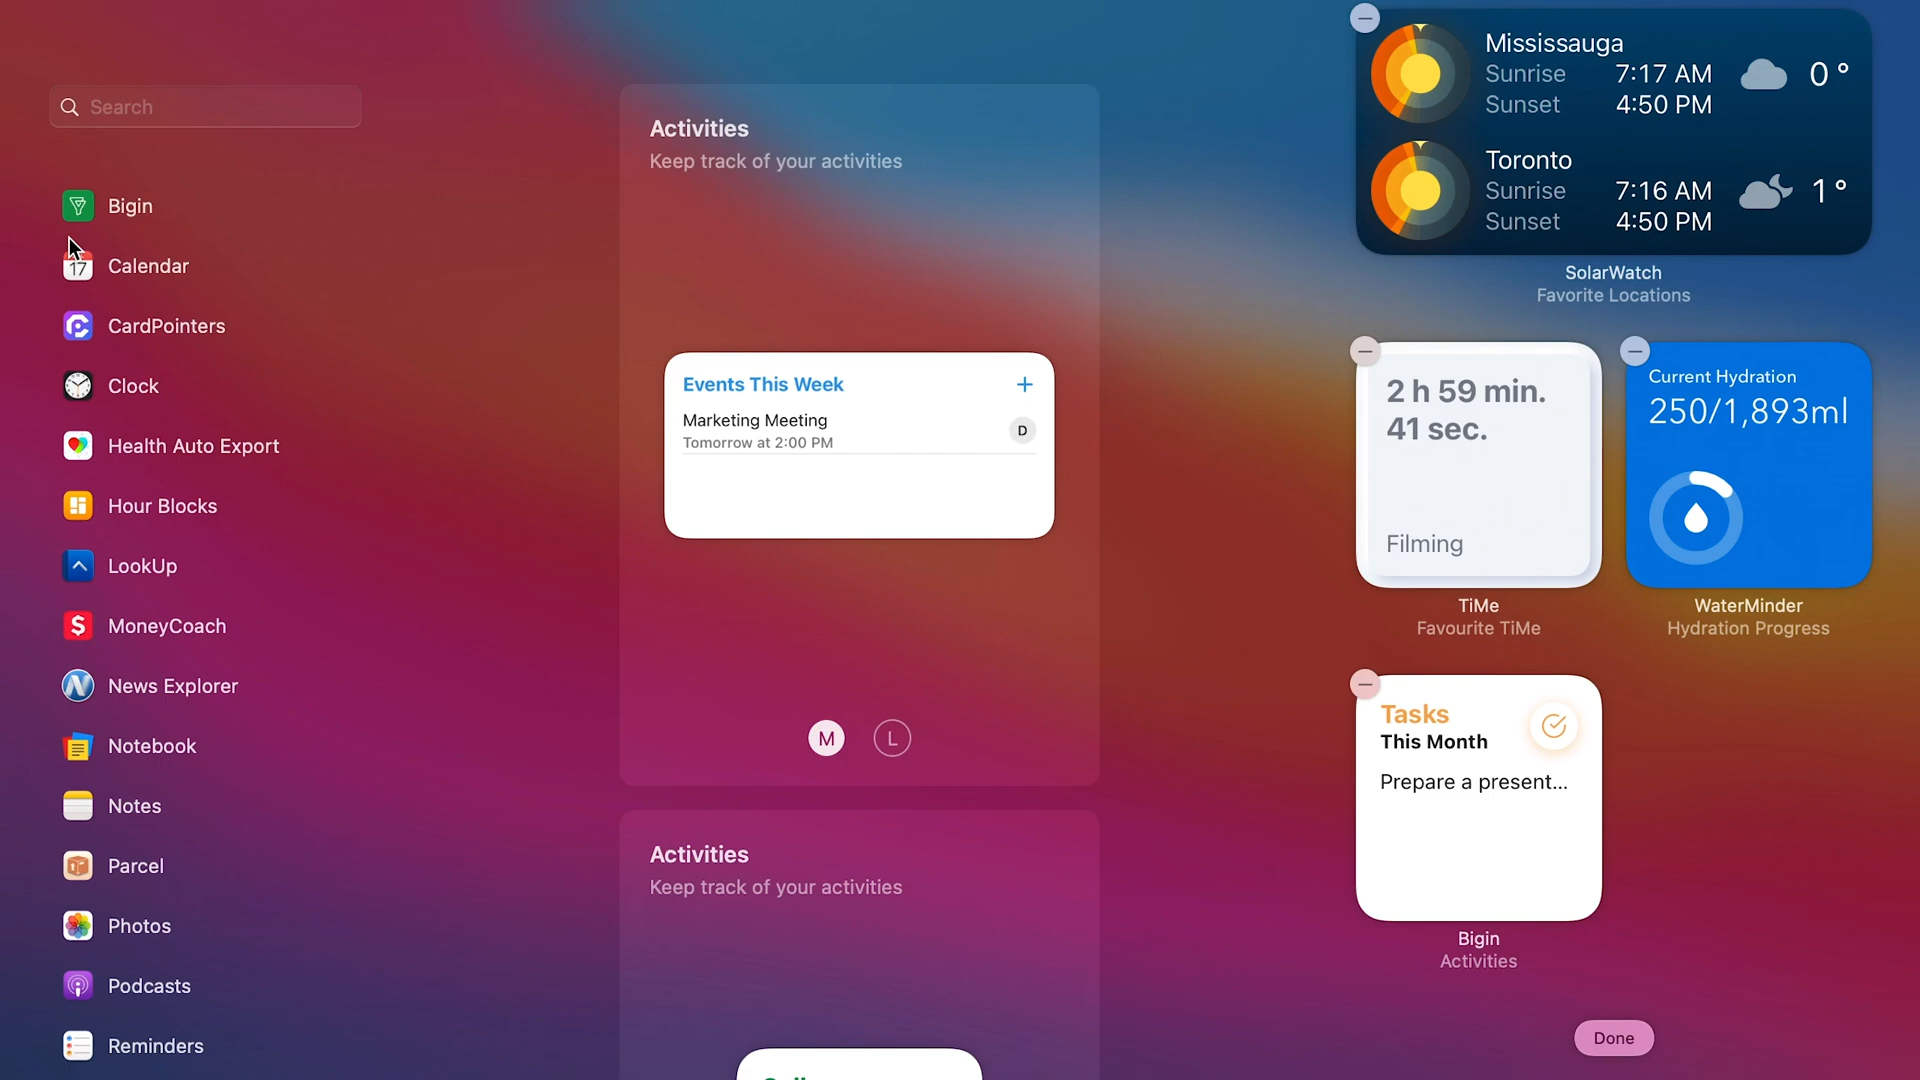 Search
Bigin
17
Calendar
CardPointers
Clock
Health Auto Export
Hour Blocks
LookUp
$
MoneyCoach
News Explorer
Notebook
Notes
Parcel
Photos
Podcasts
Reminders
Activities
Keep track of your activities
Events This Week
+
Marketing Meeting
Tomorrow at 2:00 PM
D
M
L
Activities
Keep track of your activities
Mississauga
Sunrise 7:17 AM
0°
Sunset 4:50 PM
Toronto
Sunrise 7:16 AM
1°
Sunset 4:50 PM
SolarWatch
Favorite Locations
2 h 59 min.
41 sec.
Filming
TiMe
Favourite TiMe
Current Hydration
250/1,893ml
WaterMinder
Hydration Progress
Tasks
This Month
Prepare a present...
Bigin
Activities
Done